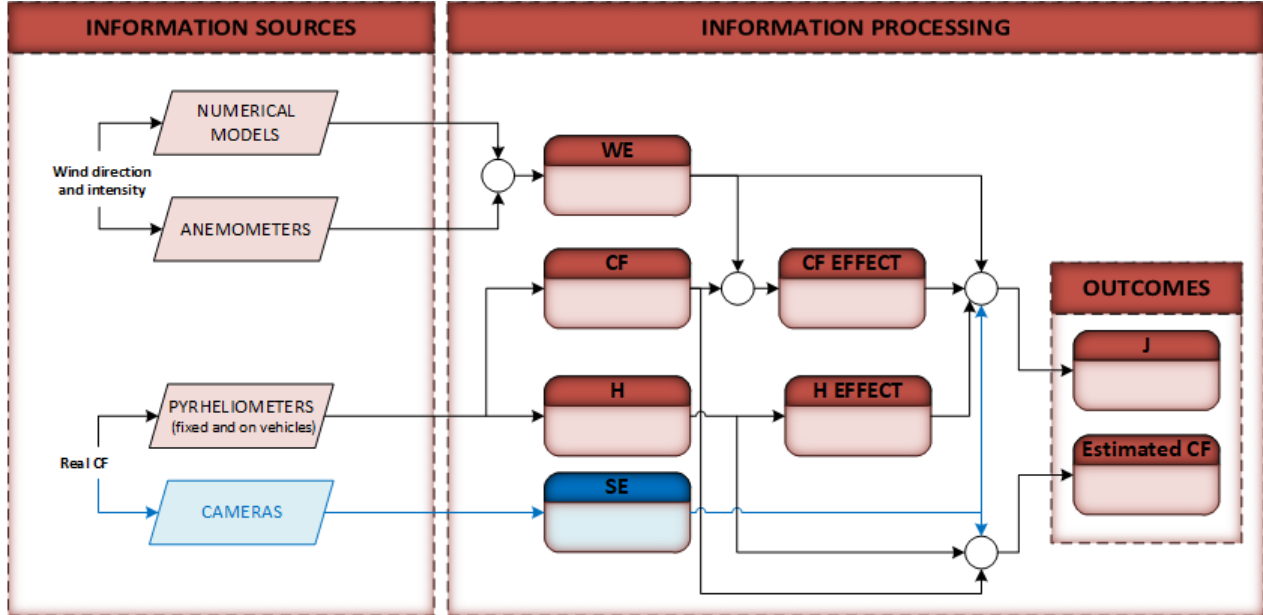 INFORMATION SOURCES
INFORMATION PROCESSING
NUMERICAL
MODELS
Wind direction
and intensity
ANEMOMETERS
WE
CF
CF EFFECT
OUTCOMES
J
PYRHELIOMETERS
(fixed and on vehicles)
H
H EFFECT
Real CF
Estimated CF
CAMERAS
SE